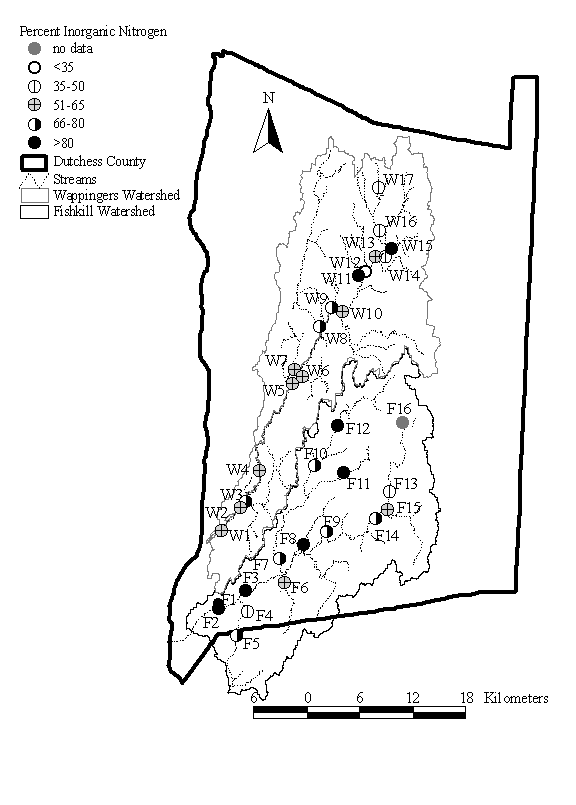 Percent Inorganic Nitrogen
no data
<35
35-50
51-65
66-80
>80
Dutchess County
Streams
Wappingers Watershed
Fishkill Watershed
N
W17
W16
W13
W15
W12
W14
W11
W9
W10
W8
W7
W6
W5
F16
F12
F10
W4
F11
F13
W3
W2
F15
F9
F14
W1
F8
F7
F3
F6
F1
F4
F2
F5
6 0 6 12 18 Kilometers